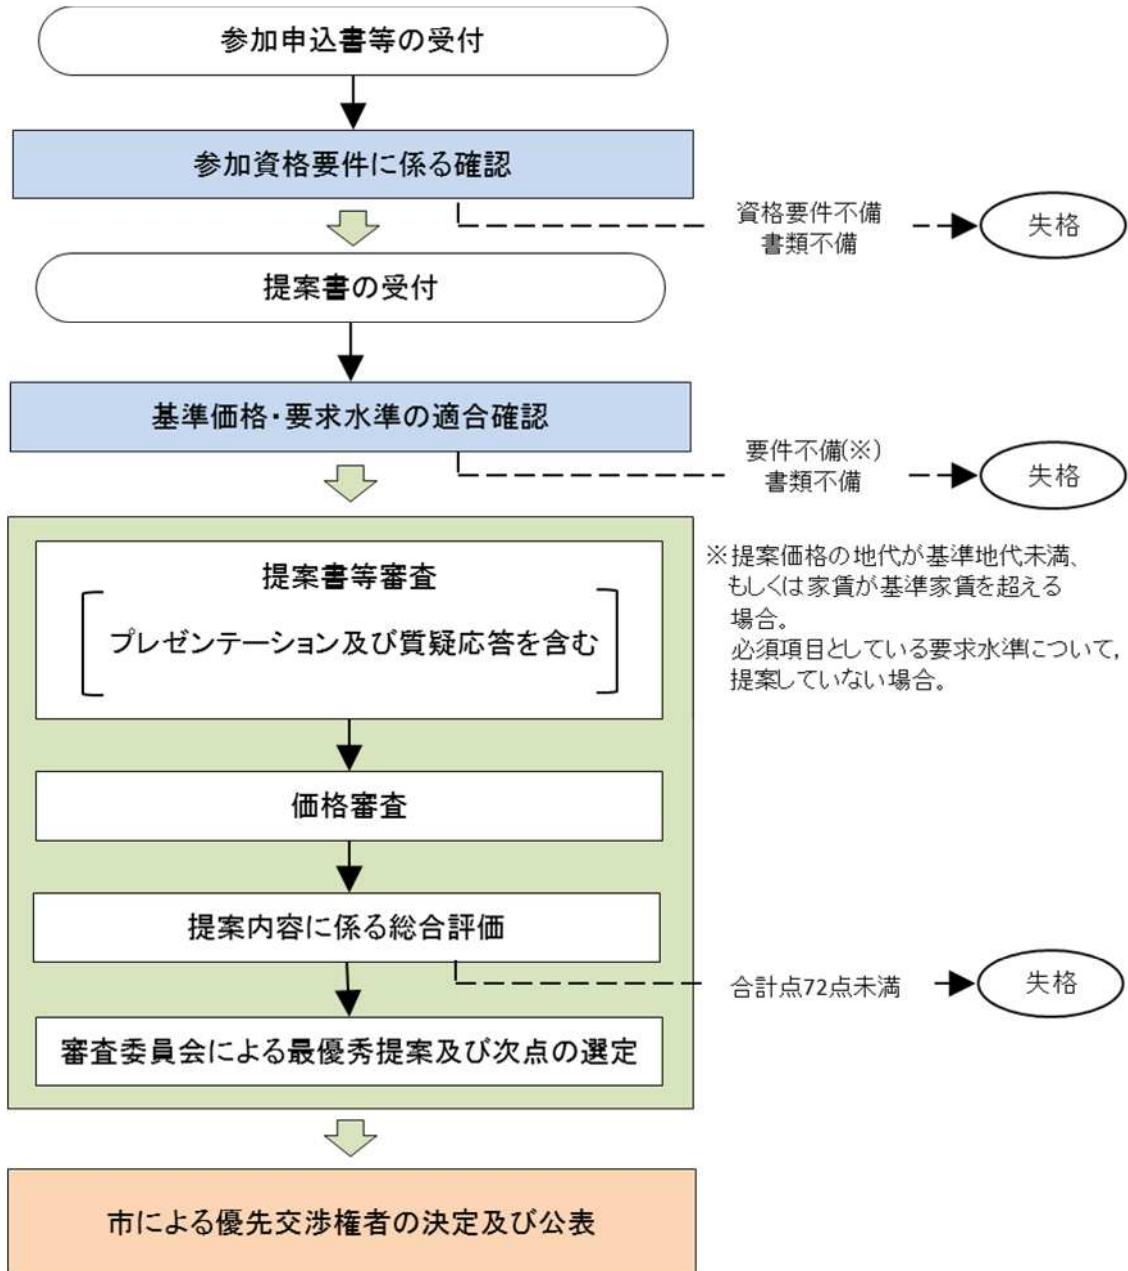 参加申込書等の受付
参加資格要件に係る確認
資格要件不備
書類不備
失格
提案書の受付
基準価格・要求水準の適合確認
要件不備(※)
書類不備
失格
※提案価格の地代が基準地代未満、
もしくは家賃が基準家賃を超える
場合。
必須項目としている要求水準について,
提案していない場合。
提案書等審査
プレゼンテーション及び質疑応答を含む
価格審査
提案内容に係る総合評価
合計点72点未満
失格
審査委員会による最優秀提案及び次点の選定
市による優先交渉権者の決定及び公表